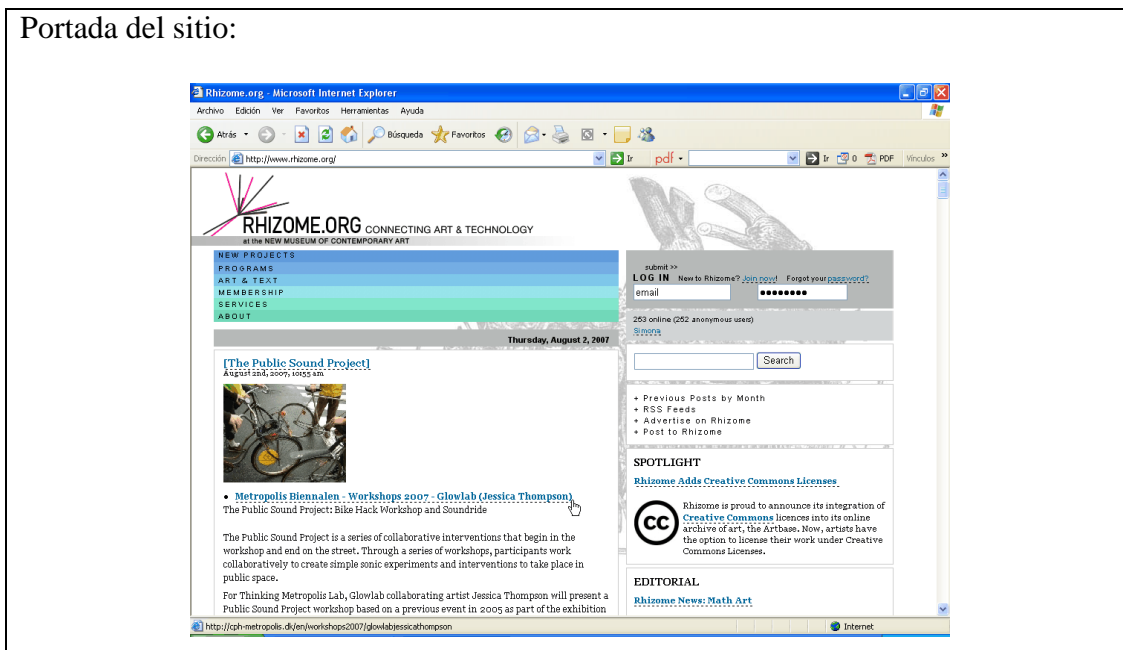 Portada del sitio:
Rhizome.org - Microsoft Internet Explorer
Archivo Edición Ver Favoritos Herramientas Ayuda
Atrás Búsqueda Favoritos
Dirección http://www.rhizome.org/ Ir pdf Ir 0 PDF Vínculos »
RHIZOME.ORG CONNECTING ART & TECHNOLOGY
at the NEW MUSEUM OF CONTEMPORARY ART
NEW PROJECTS
PROGRAMS
ART & TEXT
MEMBERSHIP
SERVICES
ABOUT
Thursday, August 2, 2007
[The Public Sound Project]
August 2nd, 2007, 10:55 am
• Metropolis Biennalen - Workshops 2007 - Glowlab (Jessica Thompson)
The Public Sound Project: Bike Hack Workshop and Soundride
The Public Sound Project is a series of collaborative interventions that begin in the
workshop and end on the street. Through a series of workshops, participants work
collaboratively to create simple sonic experiments and interventions to take place in
public space.
For Thinking Metropolis Lab, Glowlab collaborating artist Jessica Thompson will present a
Public Sound Project workshop based on a previous event in 2005 as part of the exhibition
submit >>
LOG IN New to Rhizome? Join now! Forgot your password?
email ●●●●●●●●
253 online (252 anonymous users)
Simona
Search
+ Previous Posts by Month
+ RSS Feeds
+ Advertise on Rhizome
+ Post to Rhizome
SPOTLIGHT
Rhizome Adds Creative Commons Licenses
cc
Rhizome is proud to announce its integration of
Creative Commons licences into its online
archive of art, the Artbase. Now, artists have
the option to license their work under Creative
Commons Licenses.
EDITORIAL
Rhizome News: Math Art
http://cph-metropolis.dk/en/workshops2007/glowlabjessicathompson Internet